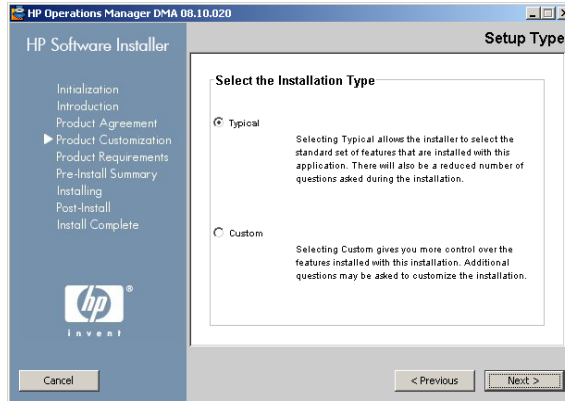 HP Operations Manager DMA 08.10.020
HP Software Installer
Setup Type
Initialization
Introduction
Product Agreement
Product Customization
Product Requirements
Pre-Install Summary
Installing
Post-Install
Install Complete
Select the Installation Type
Typical
Selecting Typical allows the installer to select the
standard set of features that are installed with this
application. There will also be a reduced number of
questions asked during the installation.
Custom
Selecting Custom gives you more control over the
features installed with this installation. Additional
questions may be asked to customize the installation.
hp
®
invent
Cancel
< Previous
Next >